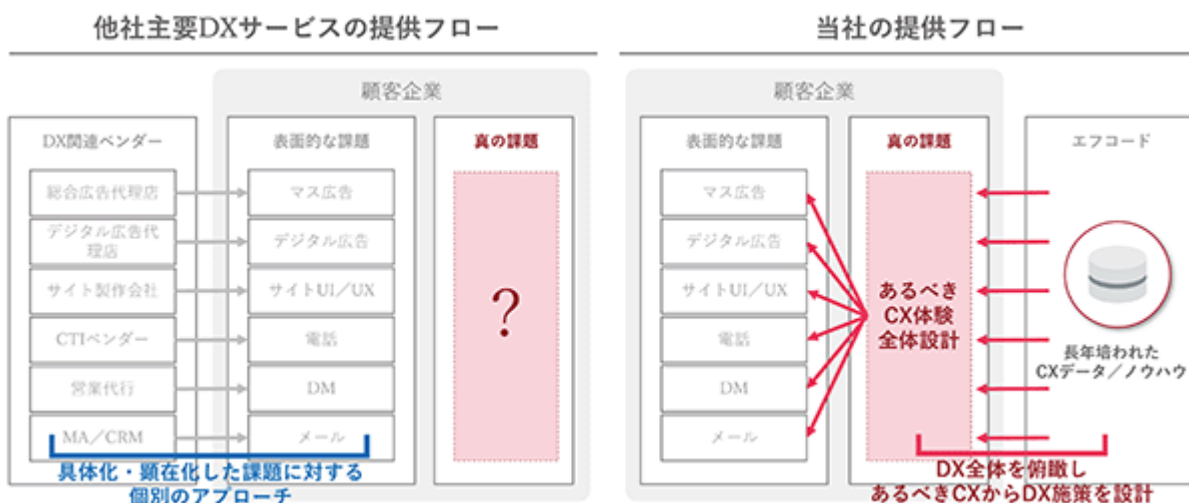 他社主要DXサービスの提供フロー
顧客企業
DX関連ベンダー
総合広告代理店
デジタル広告代
理店
サイト製作会社
CTIベンダー
営業代行
MA／CRM
表面的な課題
マス広告
デジタル広告
サイトUI／UX
電話
DM
メール
真の課題
?
具体化・顕在化した課題に対する
個別のアプローチ
当社の提供フロー
顧客企業
表面的な課題
マス広告
デジタル広告
サイトUI／UX
電話
DM
メール
真の課題
あるべき
CX体験
全体設計
エフコード
長年培われた
CXデータ／ノウハウ
DX全体を俯瞰し
あるべきCXからDX施策を設計